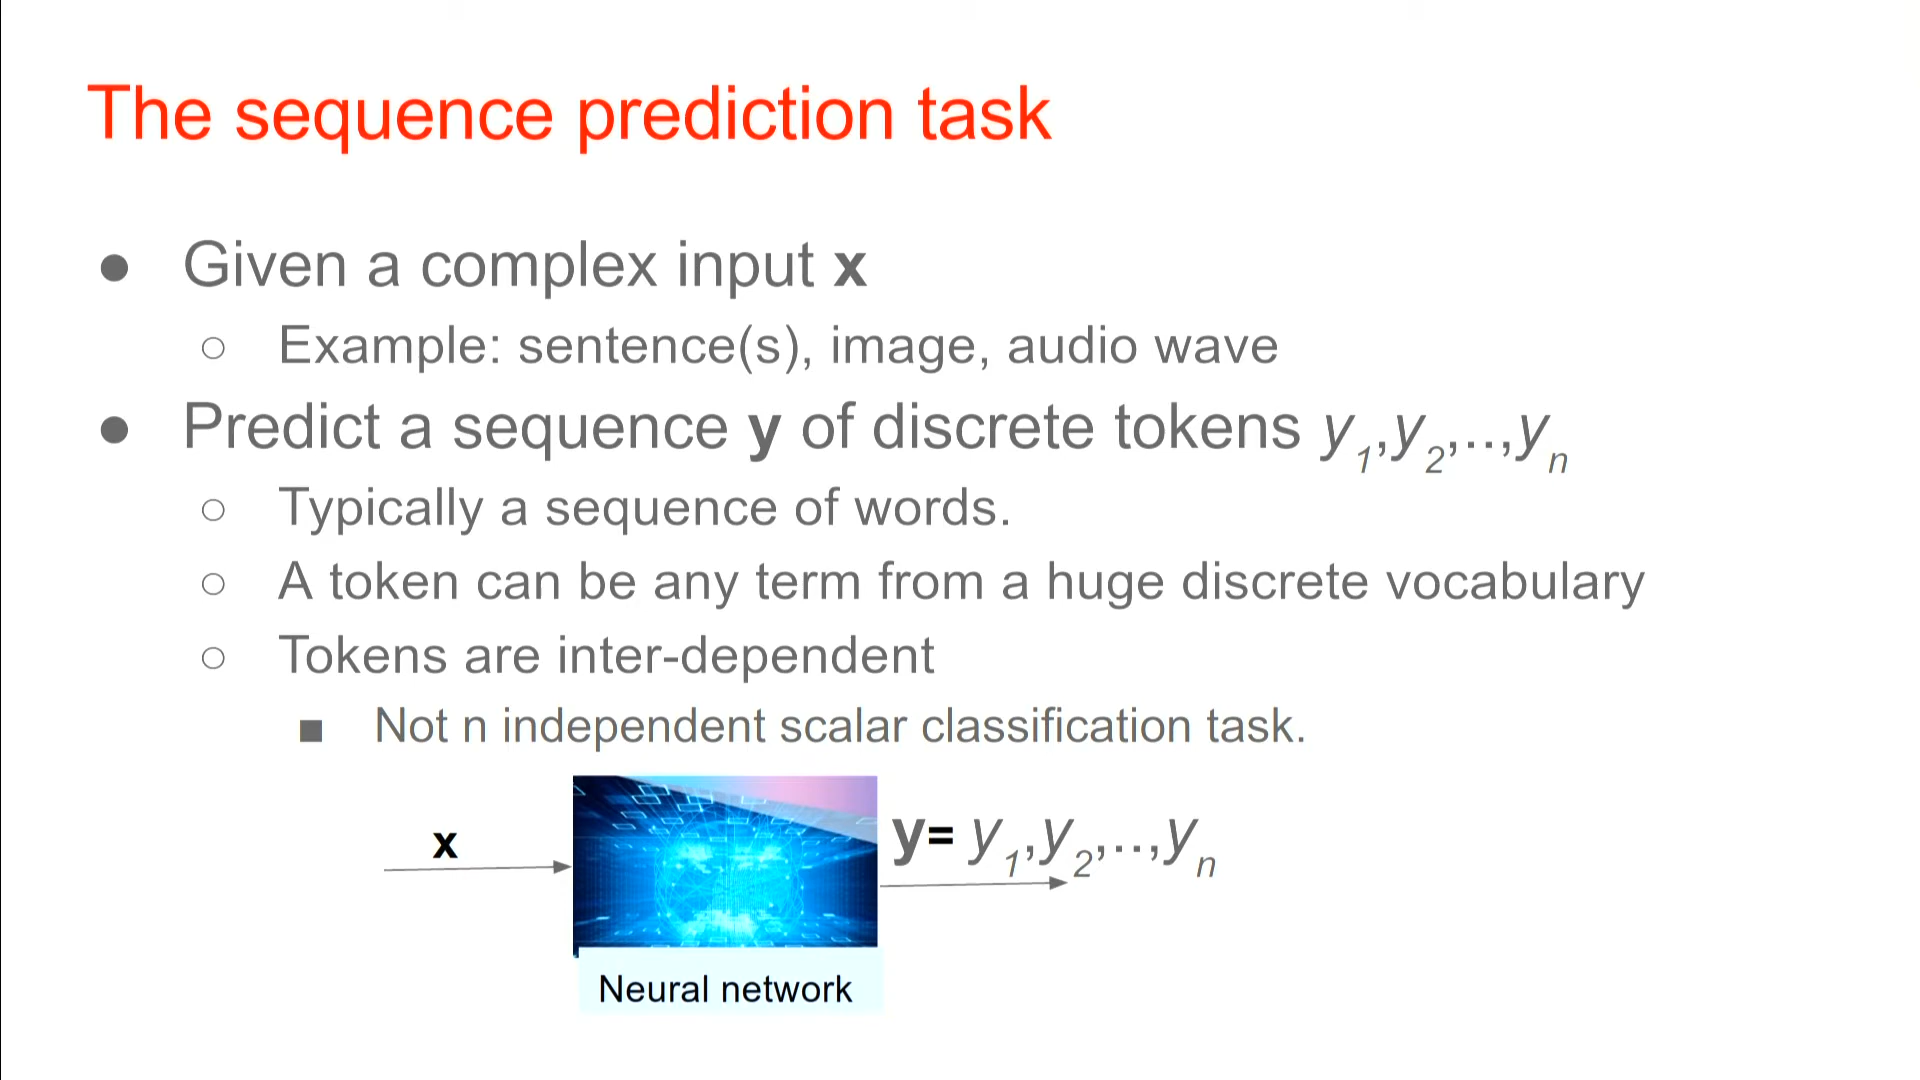 The sequence prediction task
● Given a complex input x
○ Example: sentence(s), image, audio wave
● Predict a sequence y of discrete tokens y1,y2,..,yn
○ Typically a sequence of words.
○ A token can be any term from a huge discrete vocabulary
○ Tokens are inter-dependent
■ Not n independent scalar classification task.
x
y= y1,y2,..,yn
Neural network